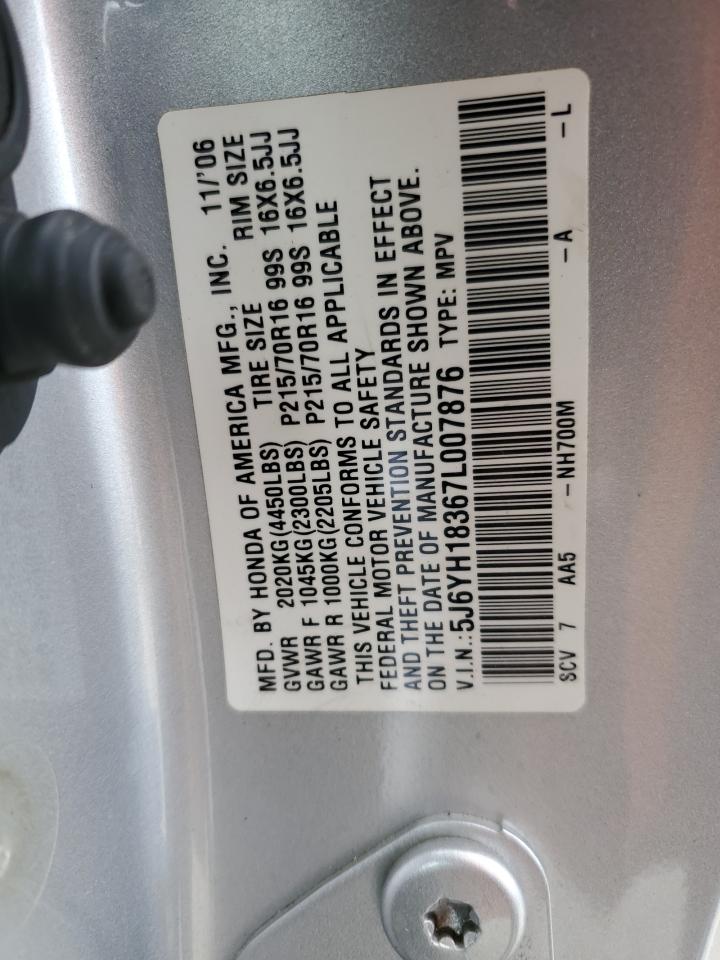 MFD. BY HONDA OF AMERICA MFG., INC. 11/'06
GVWR 2020KG(4450LBS) TIRE SIZE RIM SIZE
GAWR F 1045KG(2300LBS) P215/70R16 99S 16X6.5JJ
GAWR R 1000KG(2205LBS) P215/70R16 99S 16X6.5JJ
THIS VEHICLE CONFORMS TO ALL APPLICABLE
FEDERAL MOTOR VEHICLE SAFETY
AND THEFT PREVENTION STANDARDS IN EFFECT
ON THE DATE OF MANUFACTURE SHOWN ABOVE.
V.I.N.:5J6YH18367L007876 TYPE: MPV
SCV 7 AA5 -NH700M -A -L